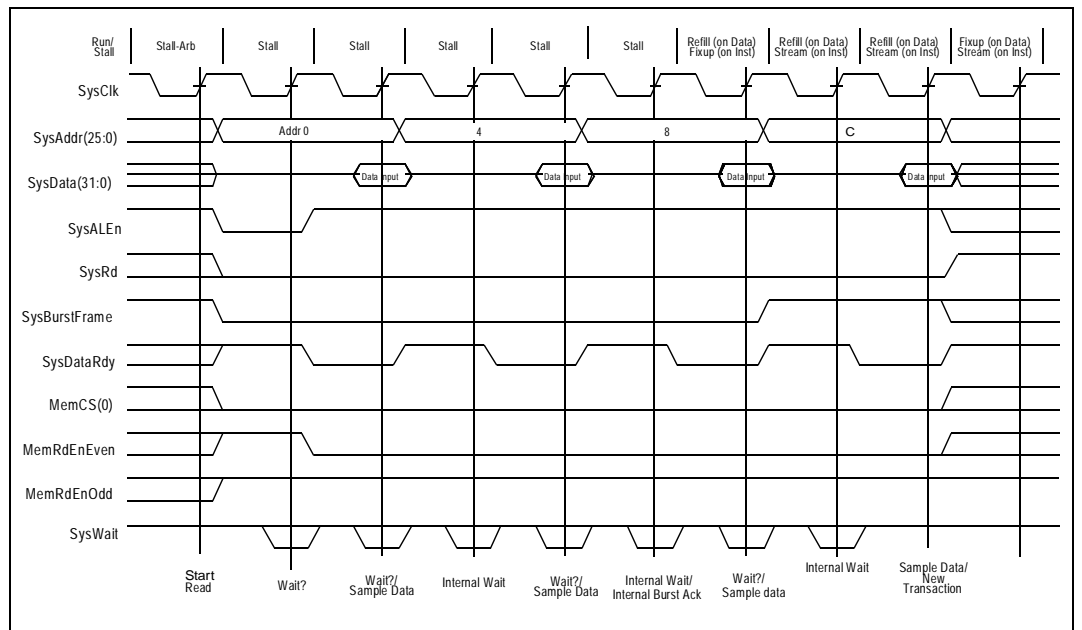 Run/
Stall
Stall-Arb
Stall
Stall
Stall
Stall
Stall
Refill (on Data)
Fixup (on Inst)
Refill (on Data)
Stream (on Inst)
Refill (on Data)
Stream (on Inst)
Fixup (on Data)
Stream (on Inst)
SysClk
SysAddr(25:0)
Addr 0
4
8
C
SysData(31:0)
Data Input
Data Input
Data Input
Data Input
SysALEn
SysRd
SysBurstFrame
SysDataRdy
MemCS(0)
MemRdEnEven
MemRdEnOdd
SysWait
Start
Read
Wait?
Wait?/
Sample Data
Internal Wait
Wait?/
Sample Data
Internal Wait/
Internal Burst Ack
Wait?/
Sample data
Internal Wait
Sample Data/
New
Transaction